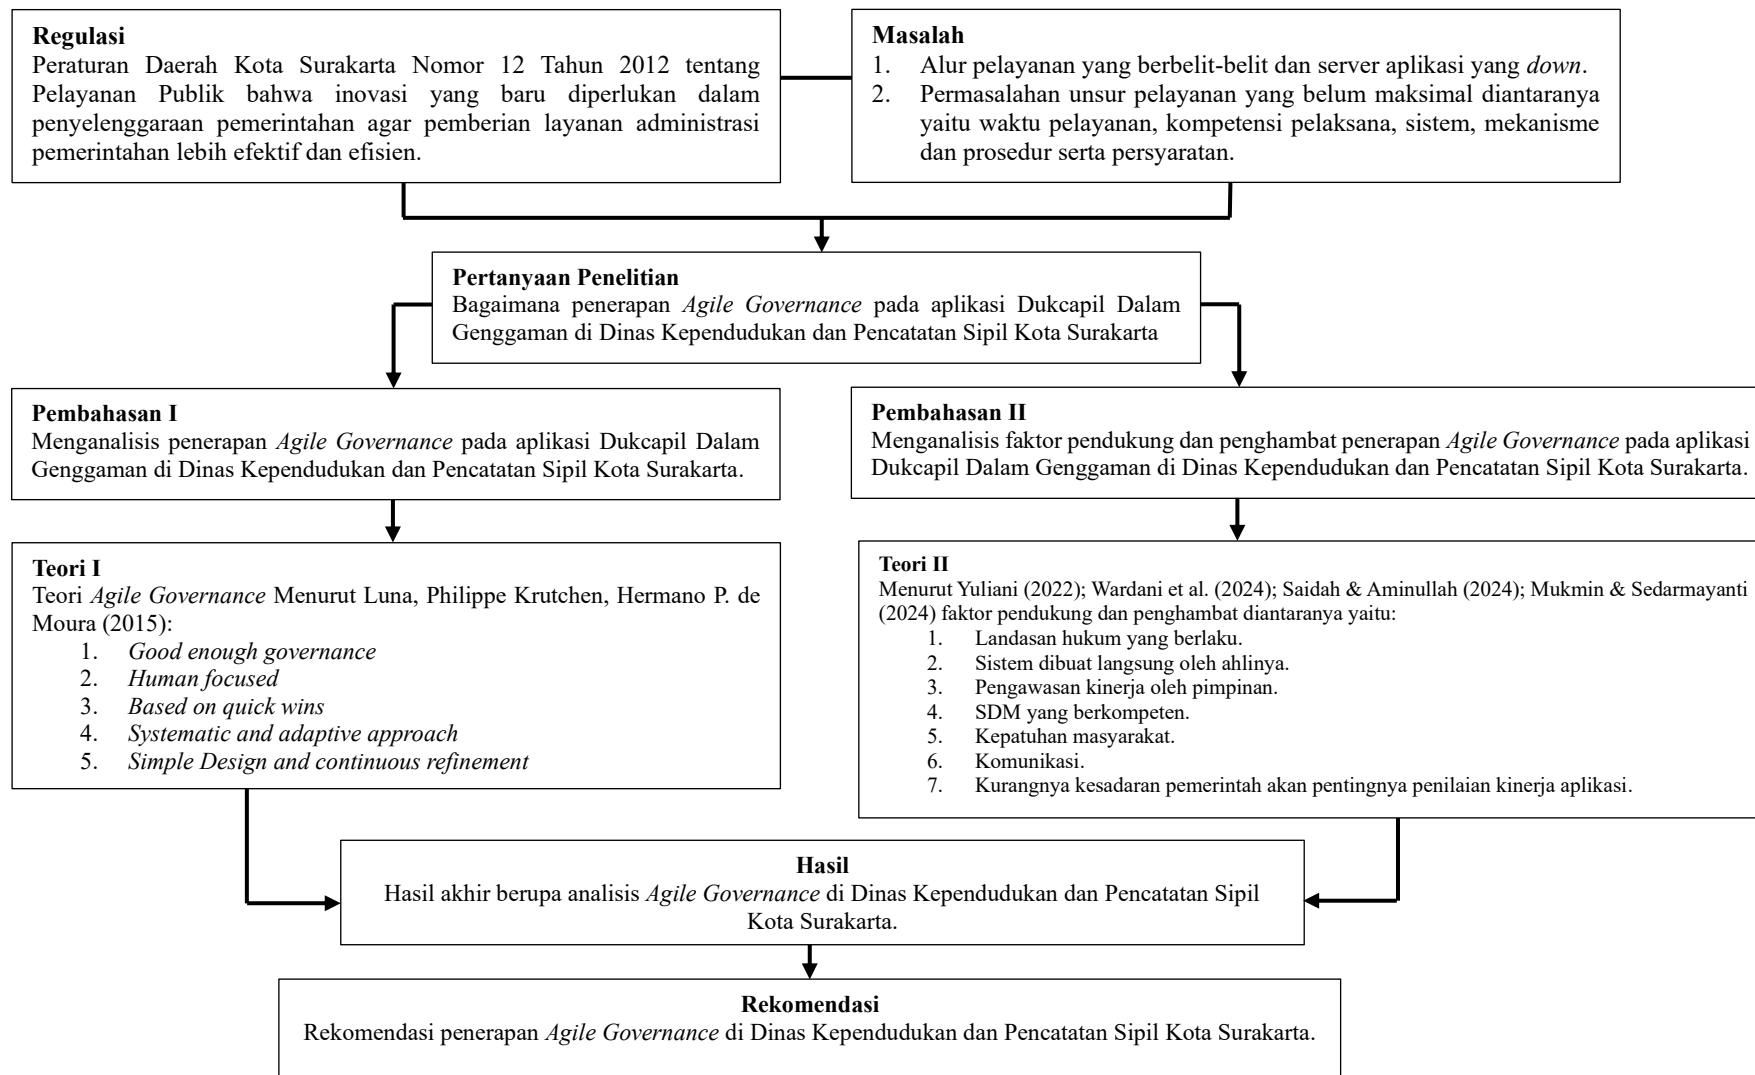 Regulasi
Peraturan Daerah Kota Surakarta Nomor 12 Tahun 2012 tentang
Pelayanan Publik bahwa inovasi yang baru diperlukan dalam
penyelenggaraan pemerintahan agar pemberian layanan administrasi
pemerintahan lebih efektif dan efisien.
Masalah
1. Alur pelayanan yang berbelit-belit dan server aplikasi yang down.
2. Permasalahan unsur pelayanan yang belum maksimal diantaranya
yaitu waktu pelayanan, kompetensi pelaksana, sistem, mekanisme
dan prosedur serta persyaratan.
Pertanyaan Penelitian
Bagaimana penerapan Agile Governance pada aplikasi Dukcapil Dalam
Genggaman di Dinas Kependudukan dan Pencatatan Sipil Kota Surakarta
Pembahasan I
Menganalisis penerapan Agile Governance pada aplikasi Dukcapil Dalam
Genggaman di Dinas Kependudukan dan Pencatatan Sipil Kota Surakarta.
Pembahasan II
Menganalisis faktor pendukung dan penghambat penerapan Agile Governance pada aplikasi
Dukcapil Dalam Genggaman di Dinas Kependudukan dan Pencatatan Sipil Kota Surakarta.
Teori I
Teori Agile Governance Menurut Luna, Philippe Krutchen, Hermano P. de
Moura (2015):
1. Good enough governance
2. Human focused
3. Based on quick wins
4. Systematic and adaptive approach
5. Simple Design and continuous refinement
Teori II
Menurut Yuliani (2022); Wardani et al. (2024); Saidah & Aminullah (2024); Mukmin & Sedarmayanti
(2024) faktor pendukung dan penghambat diantaranya yaitu:
1. Landasan hukum yang berlaku.
2. Sistem dibuat langsung oleh ahlinya.
3. Pengawasan kinerja oleh pimpinan.
4. SDM yang berkompeten.
5. Kepatuhan masyarakat.
6. Komunikasi.
7. Kurangnya kesadaran pemerintah akan pentingnya penilaian kinerja aplikasi.
Hasil
Hasil akhir berupa analisis Agile Governance di Dinas Kependudukan dan Pencatatan Sipil
Kota Surakarta.
Rekomendasi
Rekomendasi penerapan Agile Governance di Dinas Kependudukan dan Pencatatan Sipil Kota Surakarta.